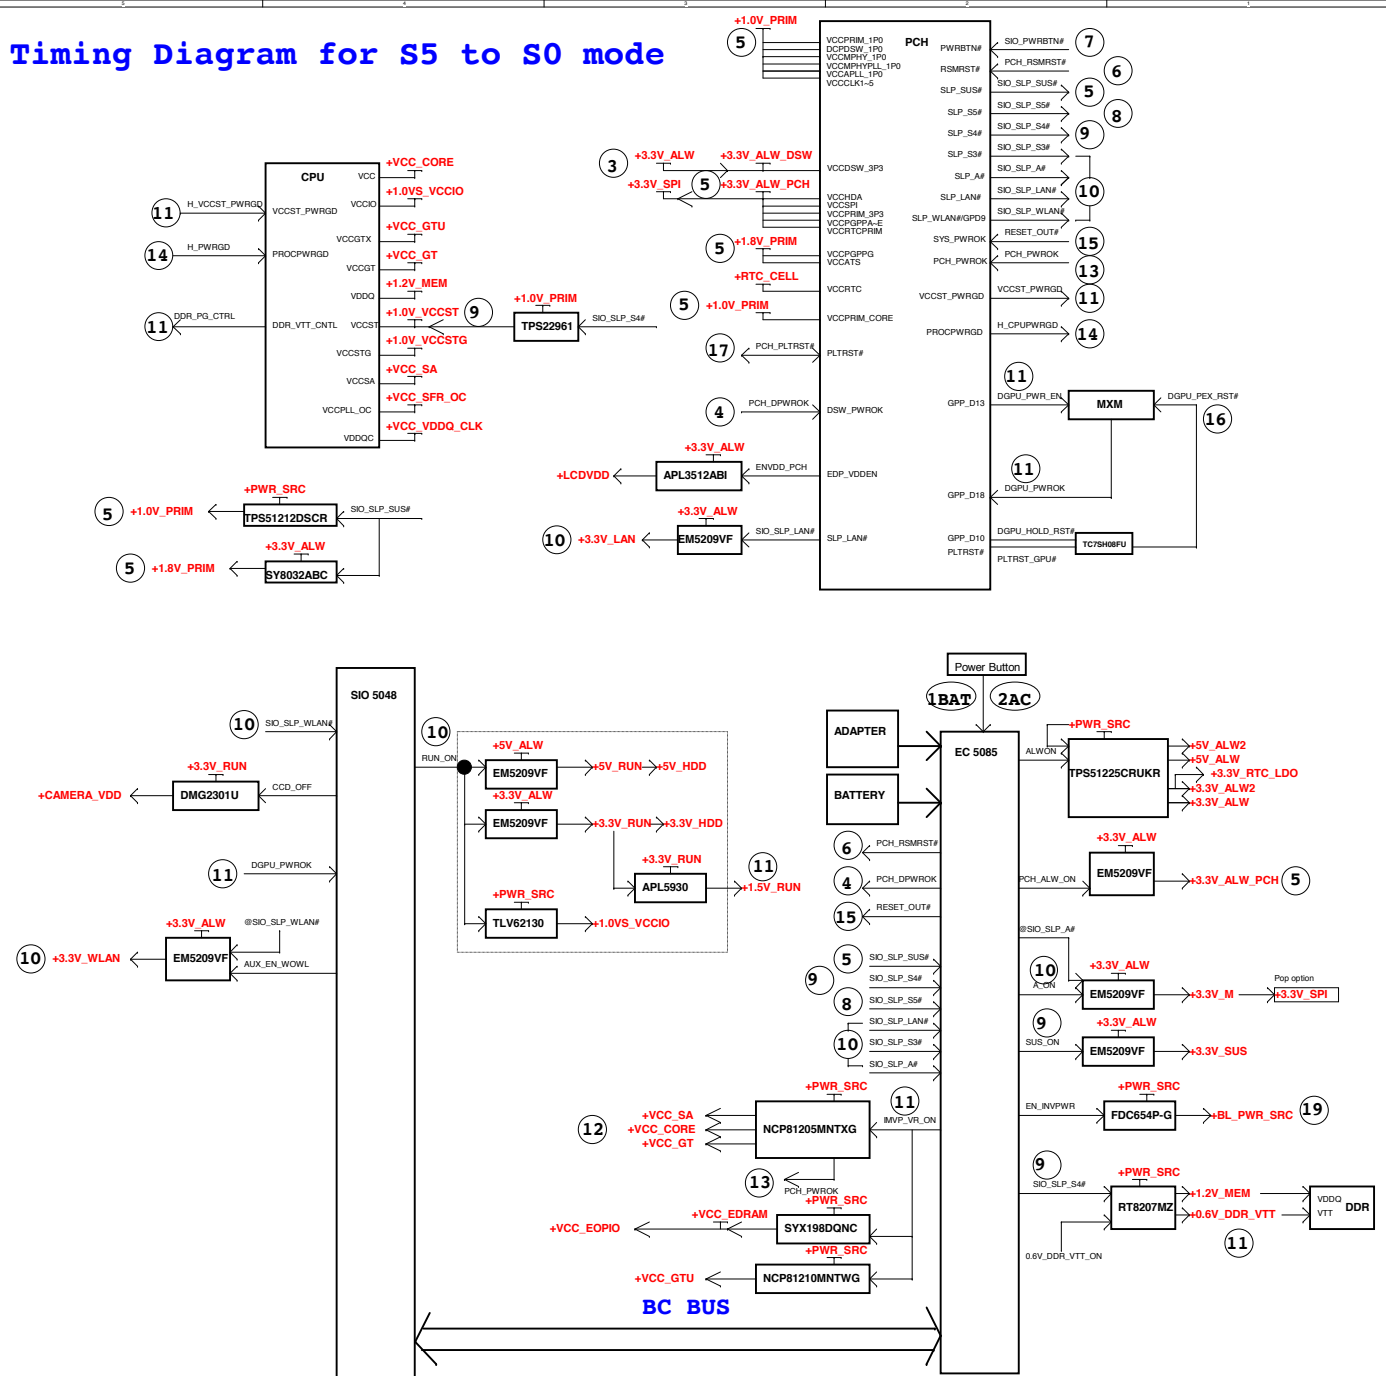 Timing Diagram for S5 to S0 mode
+1.0V_PRIM
5
VCCPRIM_1P0
DCPDSW_1P0
VCCMPHY_1P0
VCCMPHYPLL_1P0
VCCAPLL_1P0
VCCCLK1~5
PCH
PWRBTN#
SIO_PWRBTN#
7
RSMRST#
PCH_RSMRST#
6
SLP_SUS#
SIO_SLP_SUS#
5
SLP_S5#
SIO_SLP_S5#
8
SLP_S4#
SIO_SLP_S4#
9
SLP_S3#
SIO_SLP_S3#
SLP_A#
SIO_SLP_A#
10
SLP_LAN#
SIO_SLP_LAN#
SLP_WLAN#/GPD9
SIO_SLP_WLAN#
SYS_PWROK
RESET_OUT#
15
PCH_PWROK
PCH_PWROK
13
VCCST_PWRGD
VCCST_PWRGD
11
PROCPWRGD
H_CPUPWRGD
14
3
+3.3V_ALW
+3.3V_ALW_DSW
VCCDSW_3P3
+3.3V_SPI
5
+3.3V_ALW_PCH
VCCHDA
VCCSPI
VCCPRIM_3P3
VCCPGPPA~E
VCCRTCPRIM
5
+1.8V_PRIM
VCCPGPPG
VCCATS
+RTC_CELL
VCCRTC
5
+1.0V_PRIM
VCCPRIM_CORE
17
PCH_PLTRST#
PLTRST#
4
PCH_DPWROK
DSW_PWROK
+LCDVDD
+3.3V_ALW
APL3512ABI
ENVDD_PCH
EDP_VDDEN
10
+3.3V_LAN
+3.3V_ALW
EM5209VF
SIO_SLP_LAN#
SLP_LAN#
GPP_D13
11
DGPU_PWR_EN
MXM
DGPU_PEX_RST#
16
GPP_D18
11
DGPU_PWROK
GPP_D10
DGPU_HOLD_RST#
PLTRST#
PLTRST_GPU#
TC7SH08FU
CPU
VCC
+VCC_CORE
VCCIO
+1.0VS_VCCIO
11
H_VCCST_PWRGD
VCCST_PWRGD
VCCGTX
+VCC_GTU
14
H_PWRGD
PROCPWRGD
VCCGT
+VCC_GT
VDDQ
+1.2V_MEM
11
DDR_PG_CTRL
DDR_VTT_CNTL
VCCST
+1.0V_VCCST
9
+1.0V_PRIM
TPS22961
SIO_SLP_S4#
VCCSTG
+1.0V_VCCSTG
VCCSA
+VCC_SA
VCCPLL_OC
+VCC_SFR_OC
VDDQC
+VCC_VDDQ_CLK
5
+1.0V_PRIM
+PWR_SRC
TPS51212DSCR
SIO_SLP_SUS#
5
+1.8V_PRIM
+3.3V_ALW
SY8032ABC
SIO 5048
10
SIO_SLP_WLAN#
+CAMERA_VDD
+3.3V_RUN
DMG2301U
CCD_OFF
11
DGPU_PWROK
10
+3.3V_WLAN
+3.3V_ALW
EM5209VF
@SIO_SLP_WLAN#
AUX_EN_WOWL
10
RUN_ON
+5V_ALW
EM5209VF
+5V_RUN
+5V_HDD
+3.3V_ALW
EM5209VF
+3.3V_RUN
+3.3V_HDD
+3.3V_RUN
APL5930
11
+1.5V_RUN
+PWR_SRC
TLV62130
+1.0VS_VCCIO
Power Button
1BAT
2AC
ADAPTER
BATTERY
EC 5085
ALWON
+PWR_SRC
TPS51225CRUKR
+5V_ALW2
+5V_ALW
+3.3V_RTC_LDO
+3.3V_ALW2
+3.3V_ALW
6
PCH_RSMRST#
4
PCH_DPWROK
15
RESET_OUT#
5
SIO_SLP_SUS#
9
SIO_SLP_S4#
8
SIO_SLP_S5#
SIO_SLP_LAN#
10
SIO_SLP_S3#
SIO_SLP_A#
PCH_ALW_ON
+3.3V_ALW
EM5209VF
+3.3V_ALW_PCH
5
@SIO_SLP_A#
10
A_ON
+3.3V_ALW
EM5209VF
+3.3V_M
Pop option
+3.3V_SPI
9
SUS_ON
+3.3V_ALW
EM5209VF
+3.3V_SUS
EN_INVPWR
+PWR_SRC
FDC654P-G
+BL_PWR_SRC
19
9
SIO_SLP_S4#
+PWR_SRC
RT8207MZ
+1.2V_MEM
+0.6V_DDR_VTT
VDDQ
VTT
DDR
0.6V_DDR_VTT_ON
11
12
+VCC_SA
+VCC_CORE
+VCC_GT
+PWR_SRC
NCP81205MNTXG
11
IMVP_VR_ON
13
PCH_PWROK
+VCC_EOPIO
+VCC_EDRAM
+PWR_SRC
SYX198DQNC
+VCC_GTU
+PWR_SRC
NCP81210MNTWG
BC BUS